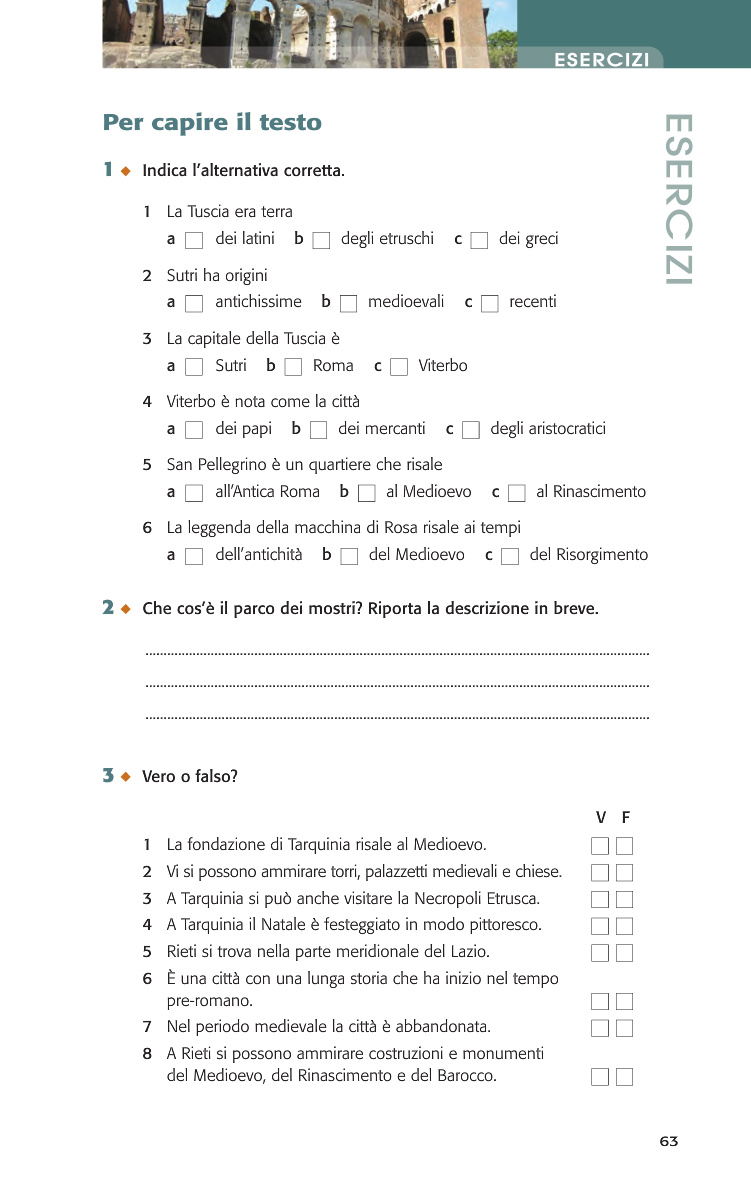 ESERCIZI
ESERCIZI
Per capire il testo
1 ◆ Indica l'alternativa corretta.
1 La Tuscia era terra
a □ dei latini b □ degli etruschi c □ dei greci
2 Sutri ha origini
a □ antichissime b □ medioevali c □ recenti
3 La capitale della Tuscia è
a □ Sutri b □ Roma c □ Viterbo
4 Viterbo è nota come la città
a □ dei papi b □ dei mercanti c □ degli aristocratici
5 San Pellegrino è un quartiere che risale
a □ all'Antica Roma b □ al Medioevo c □ al Rinascimento
6 La leggenda della macchina di Rosa risale ai tempi
a □ dell'antichità b □ del Medioevo c □ del Risorgimento
2 ◆ Che cos'è il parco dei mostri? Riporta la descrizione in breve.
3 ◆ Vero o falso?
V F
1 La fondazione di Tarquinia risale al Medioevo. □ □
2 Vi si possono ammirare torri, palazzetti medievali e chiese. □ □
3 A Tarquinia si può anche visitare la Necropoli Etrusca. □ □
4 A Tarquinia il Natale è festeggiato in modo pittoresco. □ □
5 Rieti si trova nella parte meridionale del Lazio. □ □
6 È una città con una lunga storia che ha inizio nel tempo
pre-romano. □ □
7 Nel periodo medievale la città è abbandonata. □ □
8 A Rieti si possono ammirare costruzioni e monumenti
del Medioevo, del Rinascimento e del Barocco. □ □
63